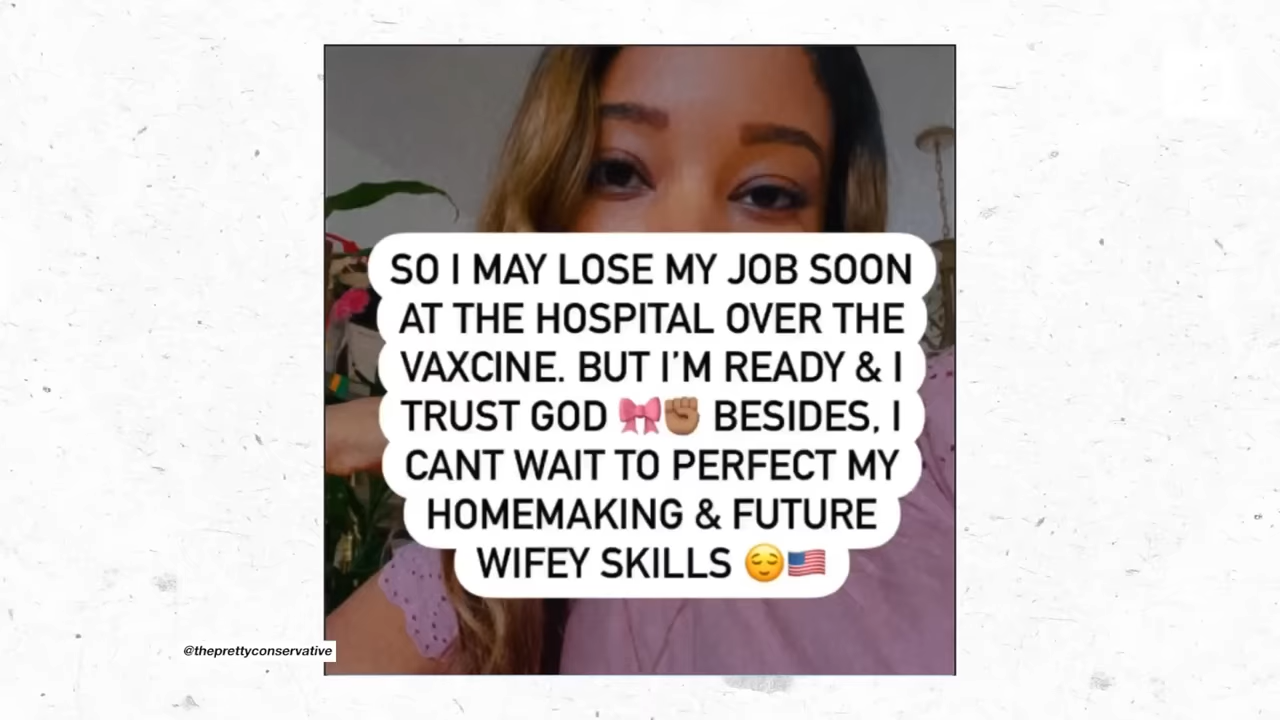 SO I MAY LOSE MY JOB SOON
AT THE HOSPITAL OVER THE
VAXCINE. BUT I'M READY & I
TRUST GOD 🎀✊🏽 BESIDES, I
CANT WAIT TO PERFECT MY
HOMEMAKING & FUTURE
WIFEY SKILLS 😌🇺🇸
@theprettyconservative